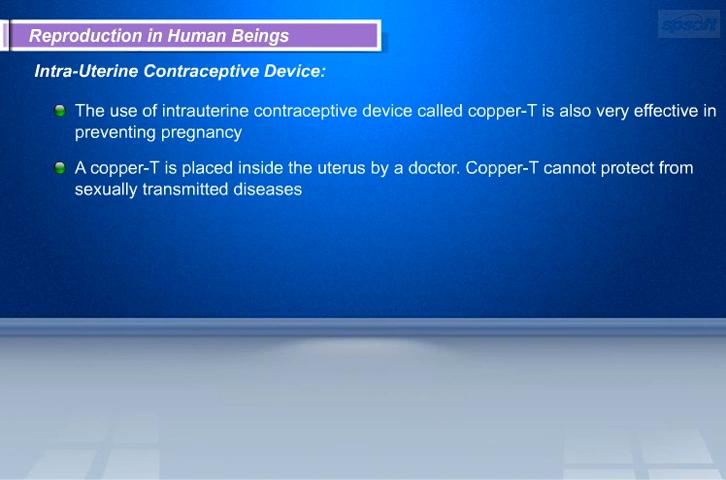 spsoft
Reproduction in Human Beings
Intra-Uterine Contraceptive Device:
The use of intrauterine contraceptive device called copper-T is also very effective in
preventing pregnancy
A copper-T is placed inside the uterus by a doctor. Copper-T cannot protect from
sexually transmitted diseases